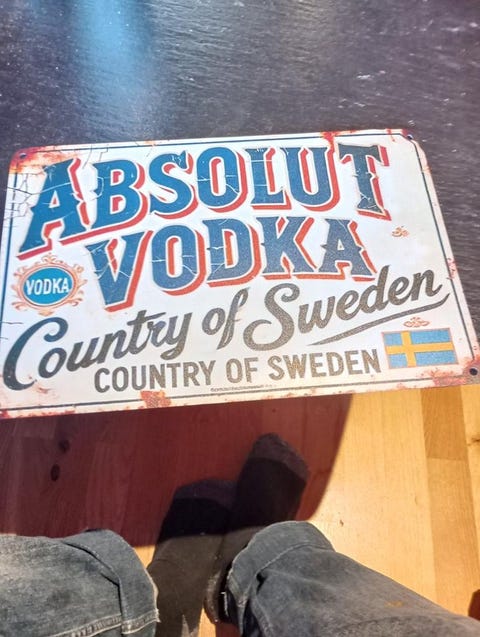 ABSOLUT
VODKA
VODKA
Country of Sweden
COUNTRY OF SWEDEN